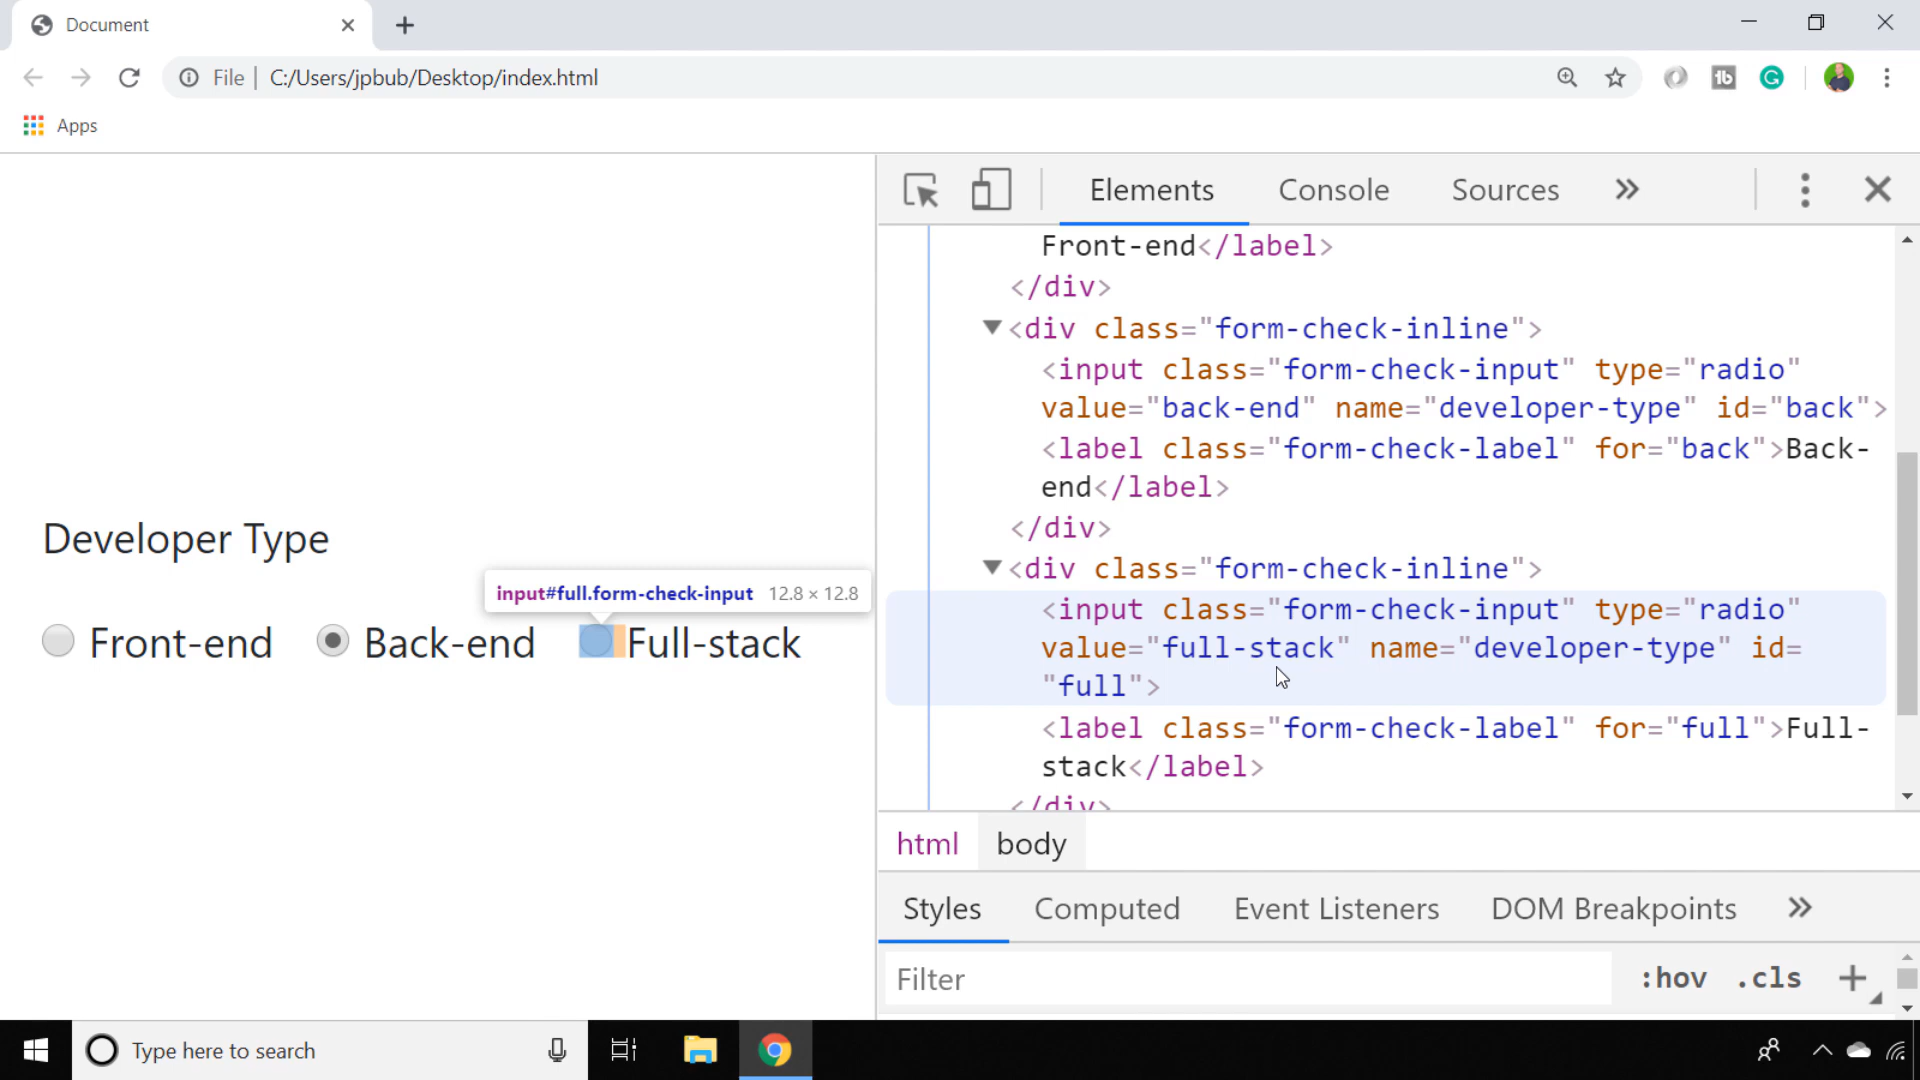 Document
File
C:/Users/jpbub/Desktop/index.html
Apps
Developer Type
input#full.form-check-input 12.8 × 12.8
Front-end
Back-end
Full-stack
Elements
Console
Sources
Front-end</label>
</div>
<div class="form-check-inline">
<input class="form-check-input" type="radio"
value="back-end" name="developer-type" id="back">
<label class="form-check-label" for="back">Back-
end</label>
</div>
<div class="form-check-inline">
<input class="form-check-input" type="radio"
value="full-stack" name="developer-type" id=
"full">
<label class="form-check-label" for="full">Full-
stack</label>
</div>
html
body
Styles
Computed
Event Listeners
DOM Breakpoints
Filter
:hov
.cls
Type here to search